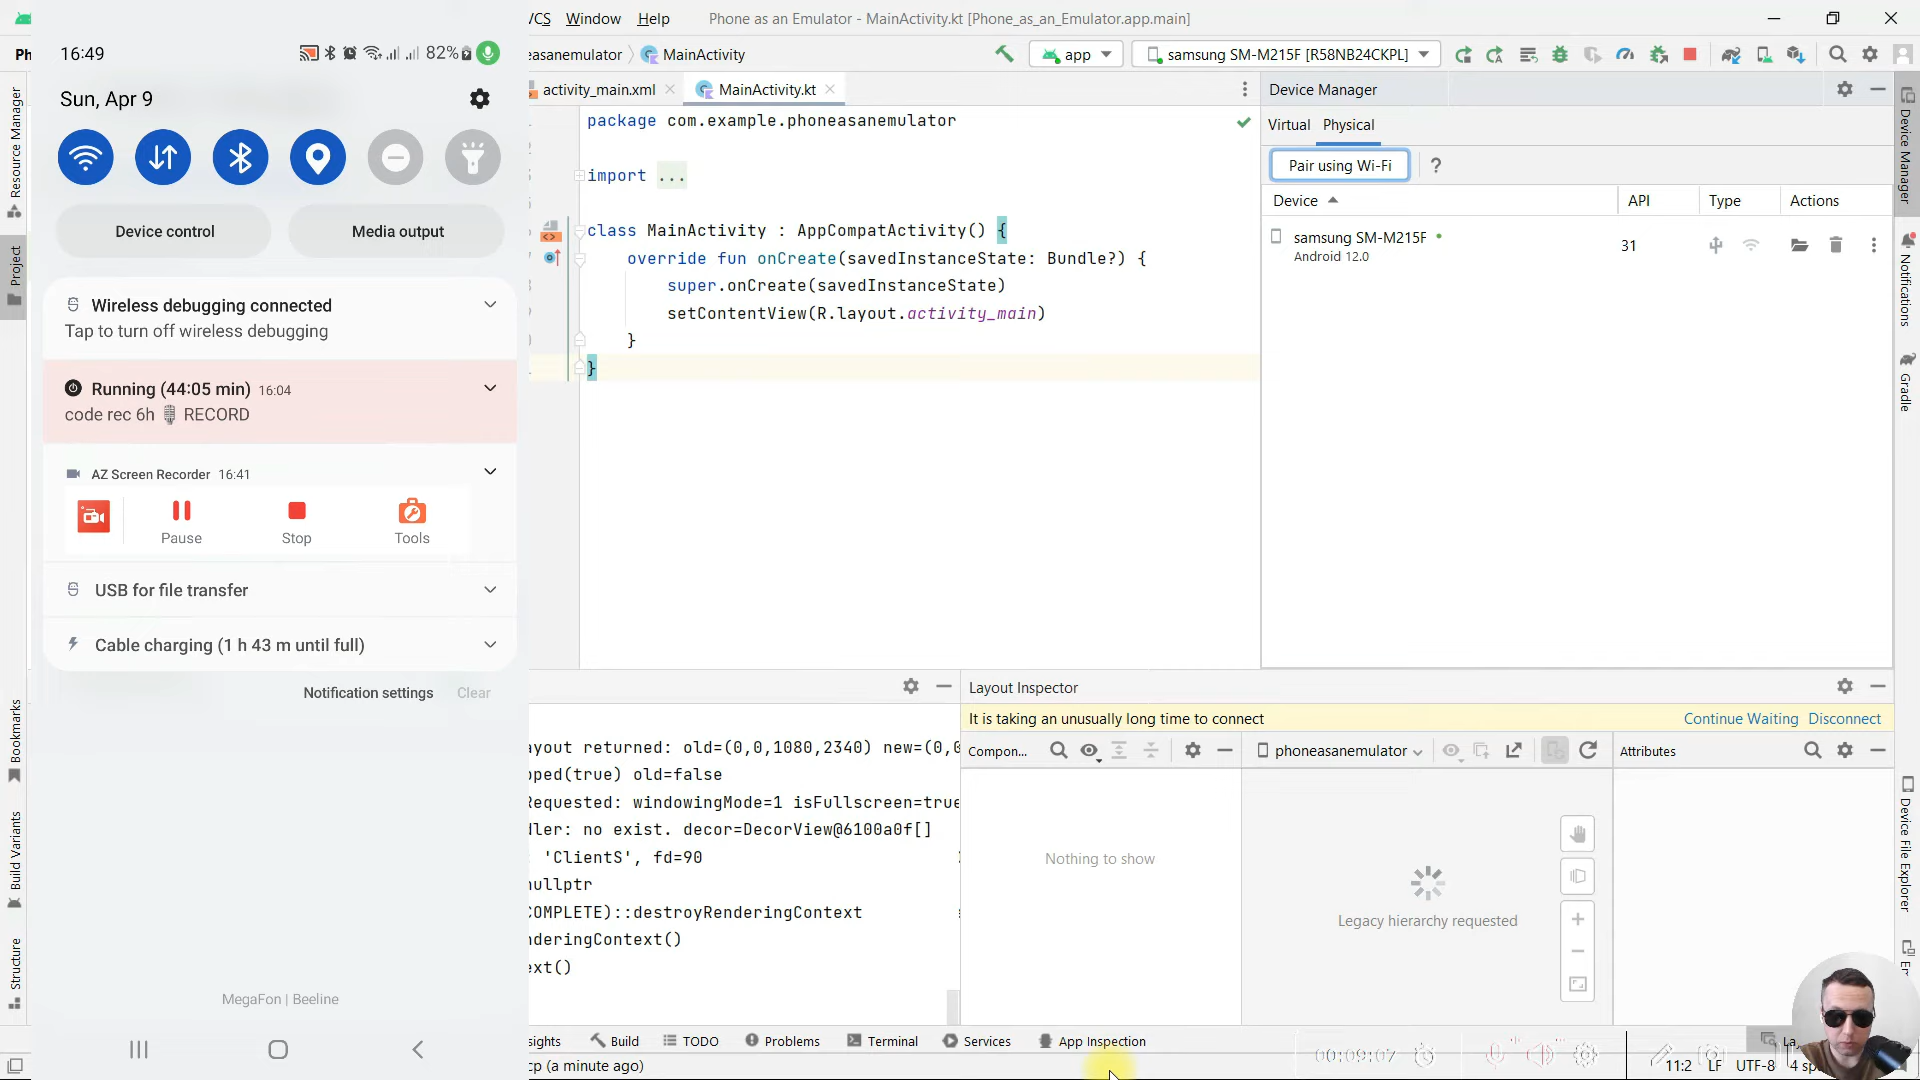 Ph
16:49
82%
Sun, Apr 9
Device control
Media output
Wireless debugging connected
Tap to turn off wireless debugging
Running (44:05 min) 16:04
code rec 6h RECORD
AZ Screen Recorder 16:41
Pause
Stop
Tools
USB for file transfer
Cable charging (1 h 43 m until full)
Notification settings
Clear
MegaFon | Beeline
Resource Manager
Project
Bookmarks
Build Variants
Structure
VCS Window Help
Phone as an Emulator - MainActivity.kt [Phone_as_an_Emulator.app.main]
easanemulator
MainActivity
app
samsung SM-M215F [R58NB24CKPL]
activity_main.xml
MainActivity.kt
package com.example.phoneasanemulator
import ...
class MainActivity : AppCompatActivity() {
override fun onCreate(savedInstanceState: Bundle?) {
super.onCreate(savedInstanceState)
setContentView(R.layout.activity_main)
}
}
Device Manager
Virtual
Physical
Pair using Wi-Fi
?
Device
API
Type
Actions
samsung SM-M215F
Android 12.0
31
Device Manager
Notifications
Gradle
Device File Explorer
Em
ayout returned: old=(0,0,1080,2340) new=(0,0
pped(true) old=false
Requested: windowingMode=1 isFullscreen=true
dler: no exist. decor=DecorView@6100a0f[]
'ClientS', fd=90
nullptr
COMPLETE)::destroyRenderingContext
nderingContext()
ext()
Layout Inspector
It is taking an unusually long time to connect
Continue Waiting
Disconnect
Compon...
phoneasanemulator
Attributes
Nothing to show
Legacy hierarchy requested
sights
Build
TODO
Problems
Terminal
Services
App Inspection
La
cp (a minute ago)
00:09:07
11:2
LF
UTF-8
4 sp